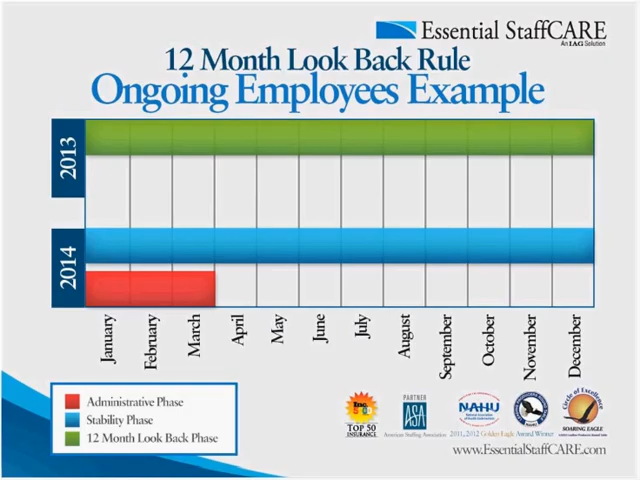 Essential StaffCARE
An IAG Solution
12 Month Look Back Rule
Ongoing Employees Example
2013
2014
January
February
March
April
May
June
July
August
September
October
November
December
Administrative Phase
Stability Phase
12 Month Look Back Phase
Inc.
TOP 50
INSURANCE
PARTNER
ASA
American Staffing Association
NAHU
2011, 2012 Golden Eagle Award Winner
Circle of Excellence
SOARING EAGLE
www.EssentialStaffCARE.com